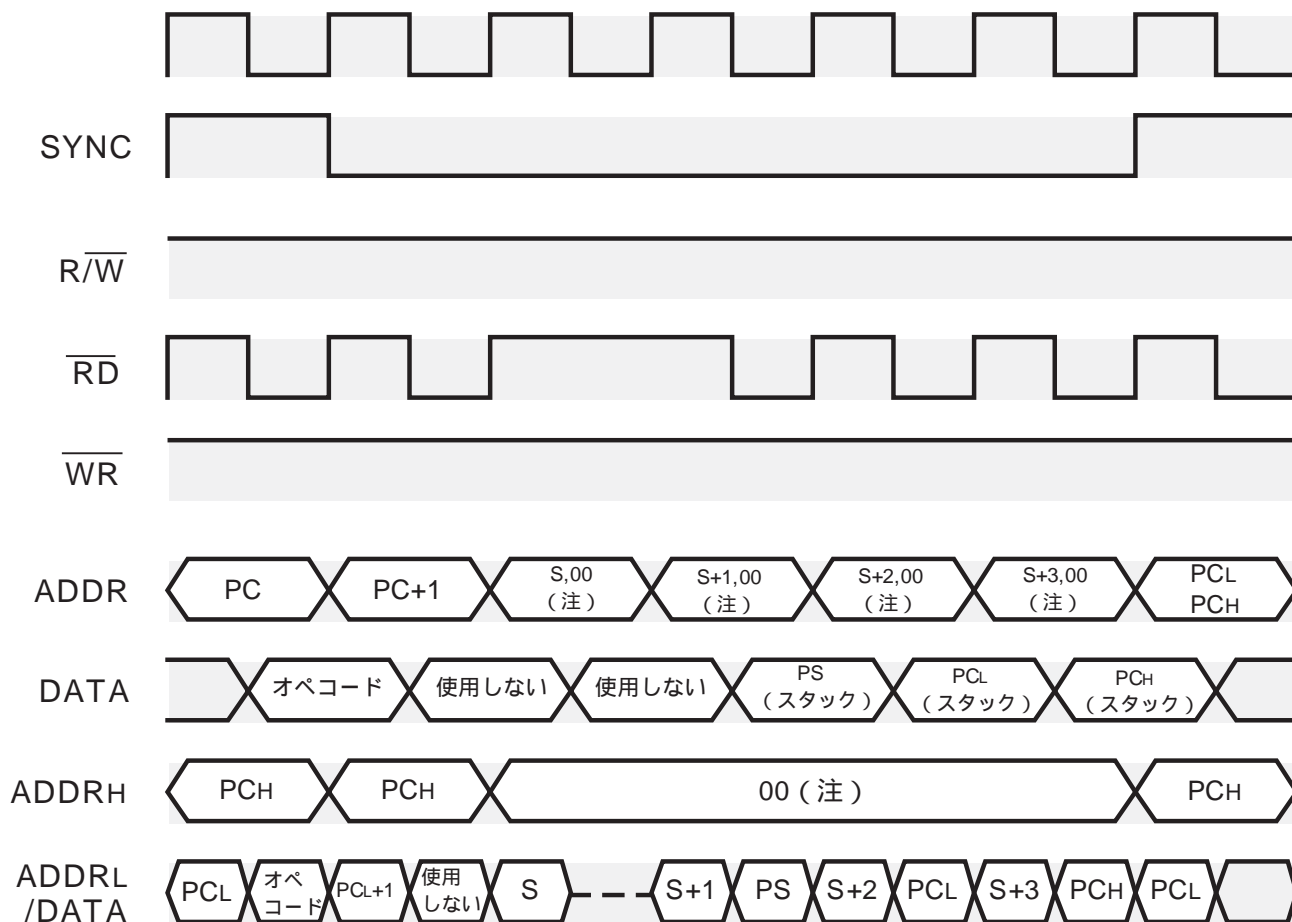 SYNC
R/W
RD
WR
ADDR PC PC+1 S,00 S+1,00 S+2,00 S+3,00 PCL
(注) (注) (注) (注) PCH
DATA オペコード 使用しない 使用しない PS PCL PCH
(スタック) (スタック) (スタック)
ADDRH PCH PCH 00(注) PCH
ADDRL PCL オペ PCL+1 使用 S S+1 PS S+2 PCL S+3 PCH PCL
/DATA コード しない